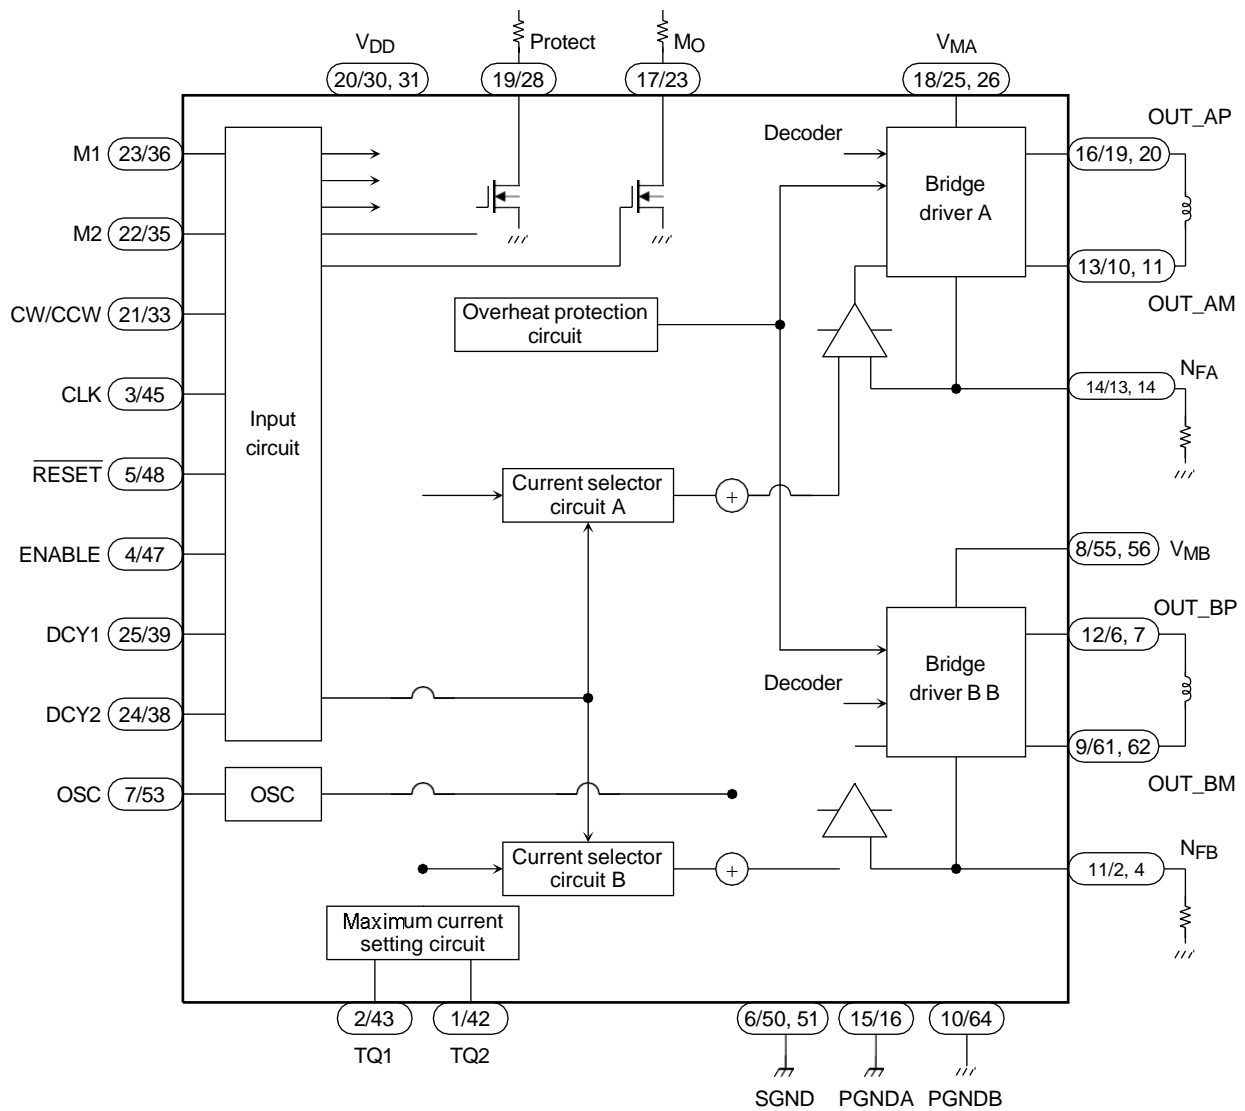 VDD
Protect
MO
VMA
20/30, 31
19/28
17/23
18/25, 26
OUT_AP
Decoder
M1
23/36
16/19, 20
Bridge
driver A
M2
22/35
13/10, 11
OUT_AM
CW/CCW
21/33
Overheat protection
circuit
NFA
CLK
3/45
14/13, 14
Input
circuit
RESET
5/48
Current selector
circuit A
+
ENABLE
4/47
8/55, 56
VMB
OUT_BP
DCY1
25/39
12/6, 7
Bridge
driver B B
Decoder
DCY2
24/38
9/61, 62
OUT_BM
OSC
7/53
OSC
NFB
Current selector
circuit B
+
11/2, 4
Maximum current
setting circuit
2/43
1/42
6/50, 51
15/16
10/64
TQ1
TQ2
SGND
PGNDA
PGNDB